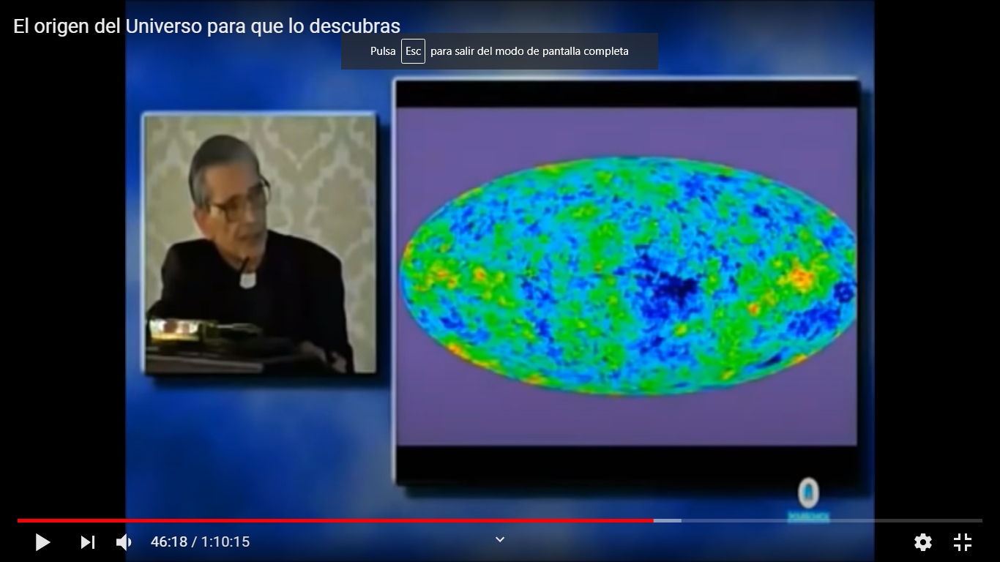 El origen del Universo para que lo descubras
Pulsa Esc para salir del modo de pantalla completa
46:18 / 1:10:15